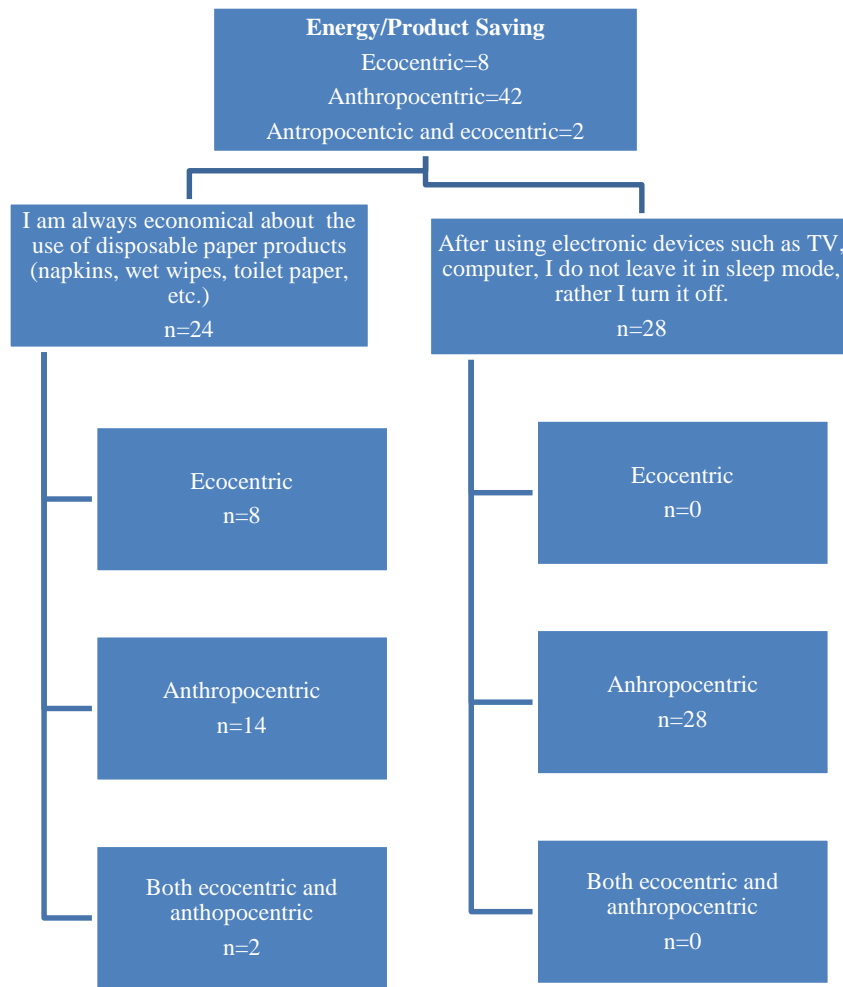 Energy/Product Saving
Ecocentric=8
Anthropocentric=42
Antropocentcic and ecocentric=2
I am always economical about the
use of disposable paper products
(napkins, wet wipes, toilet paper,
etc.)
n=24
After using electronic devices such as TV,
computer, I do not leave it in sleep mode,
rather I turn it off.
n=28
Ecocentric
n=8
Anthropocentric
n=14
Both ecocentric and
anthopocentric
n=2
Ecocentric
n=0
Anhropocentric
n=28
Both ecocentric and
anthropocentric
n=0